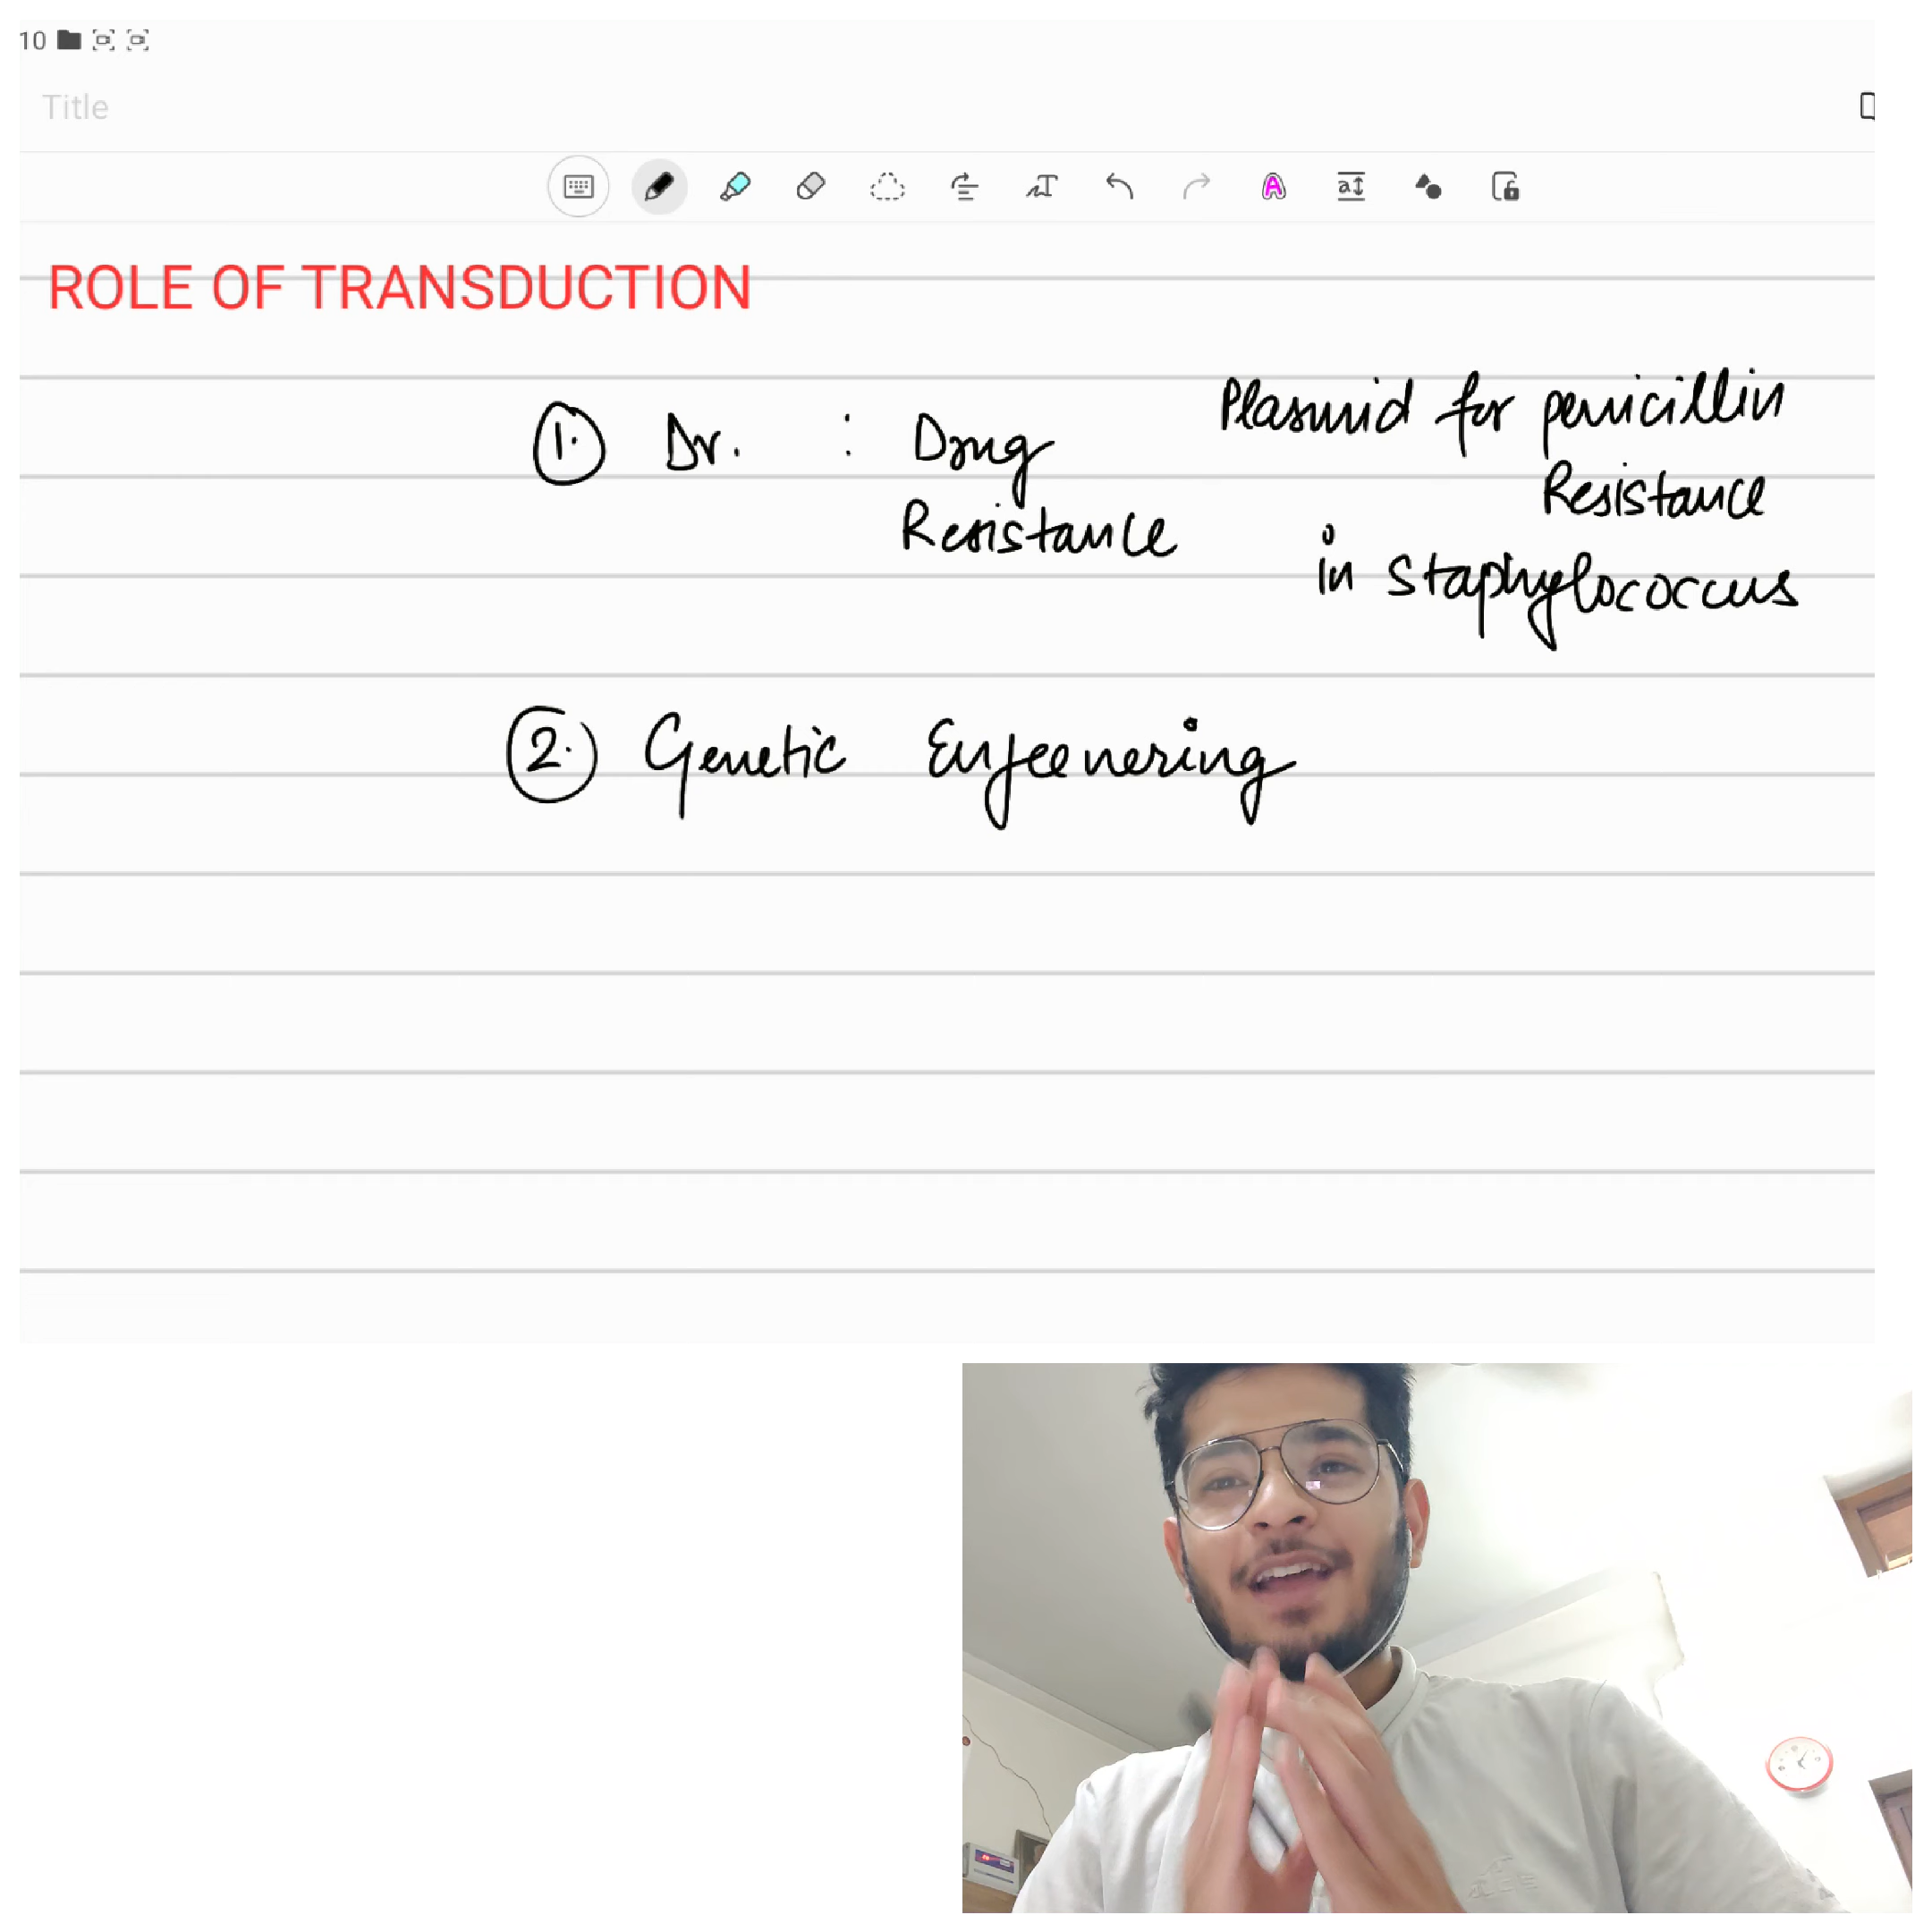 10
Title
ROLE OF TRANSDUCTION
1. Dr. : Drug Resistance
Plasmid for penicillin
Resistance
in Staphylococcus
2. Genetic Enjeenering